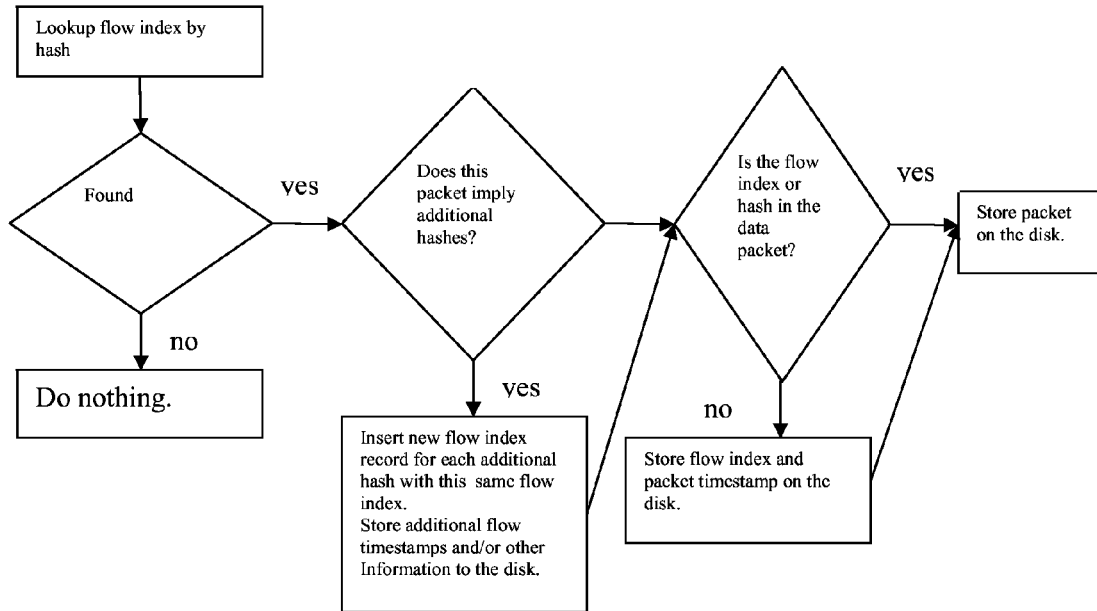 Lookup flow index by
hash
Found
yes
no
Do nothing.
Does this
packet imply
additional
hashes?
yes
Insert new flow index
record for each additional
hash with this same flow
index.
Store additional flow
timestamps and/or other
Information to the disk.
Is the flow
index or
hash in the
data
packet?
yes
no
Store flow index and
packet timestamp on the
disk.
Store packet
on the disk.